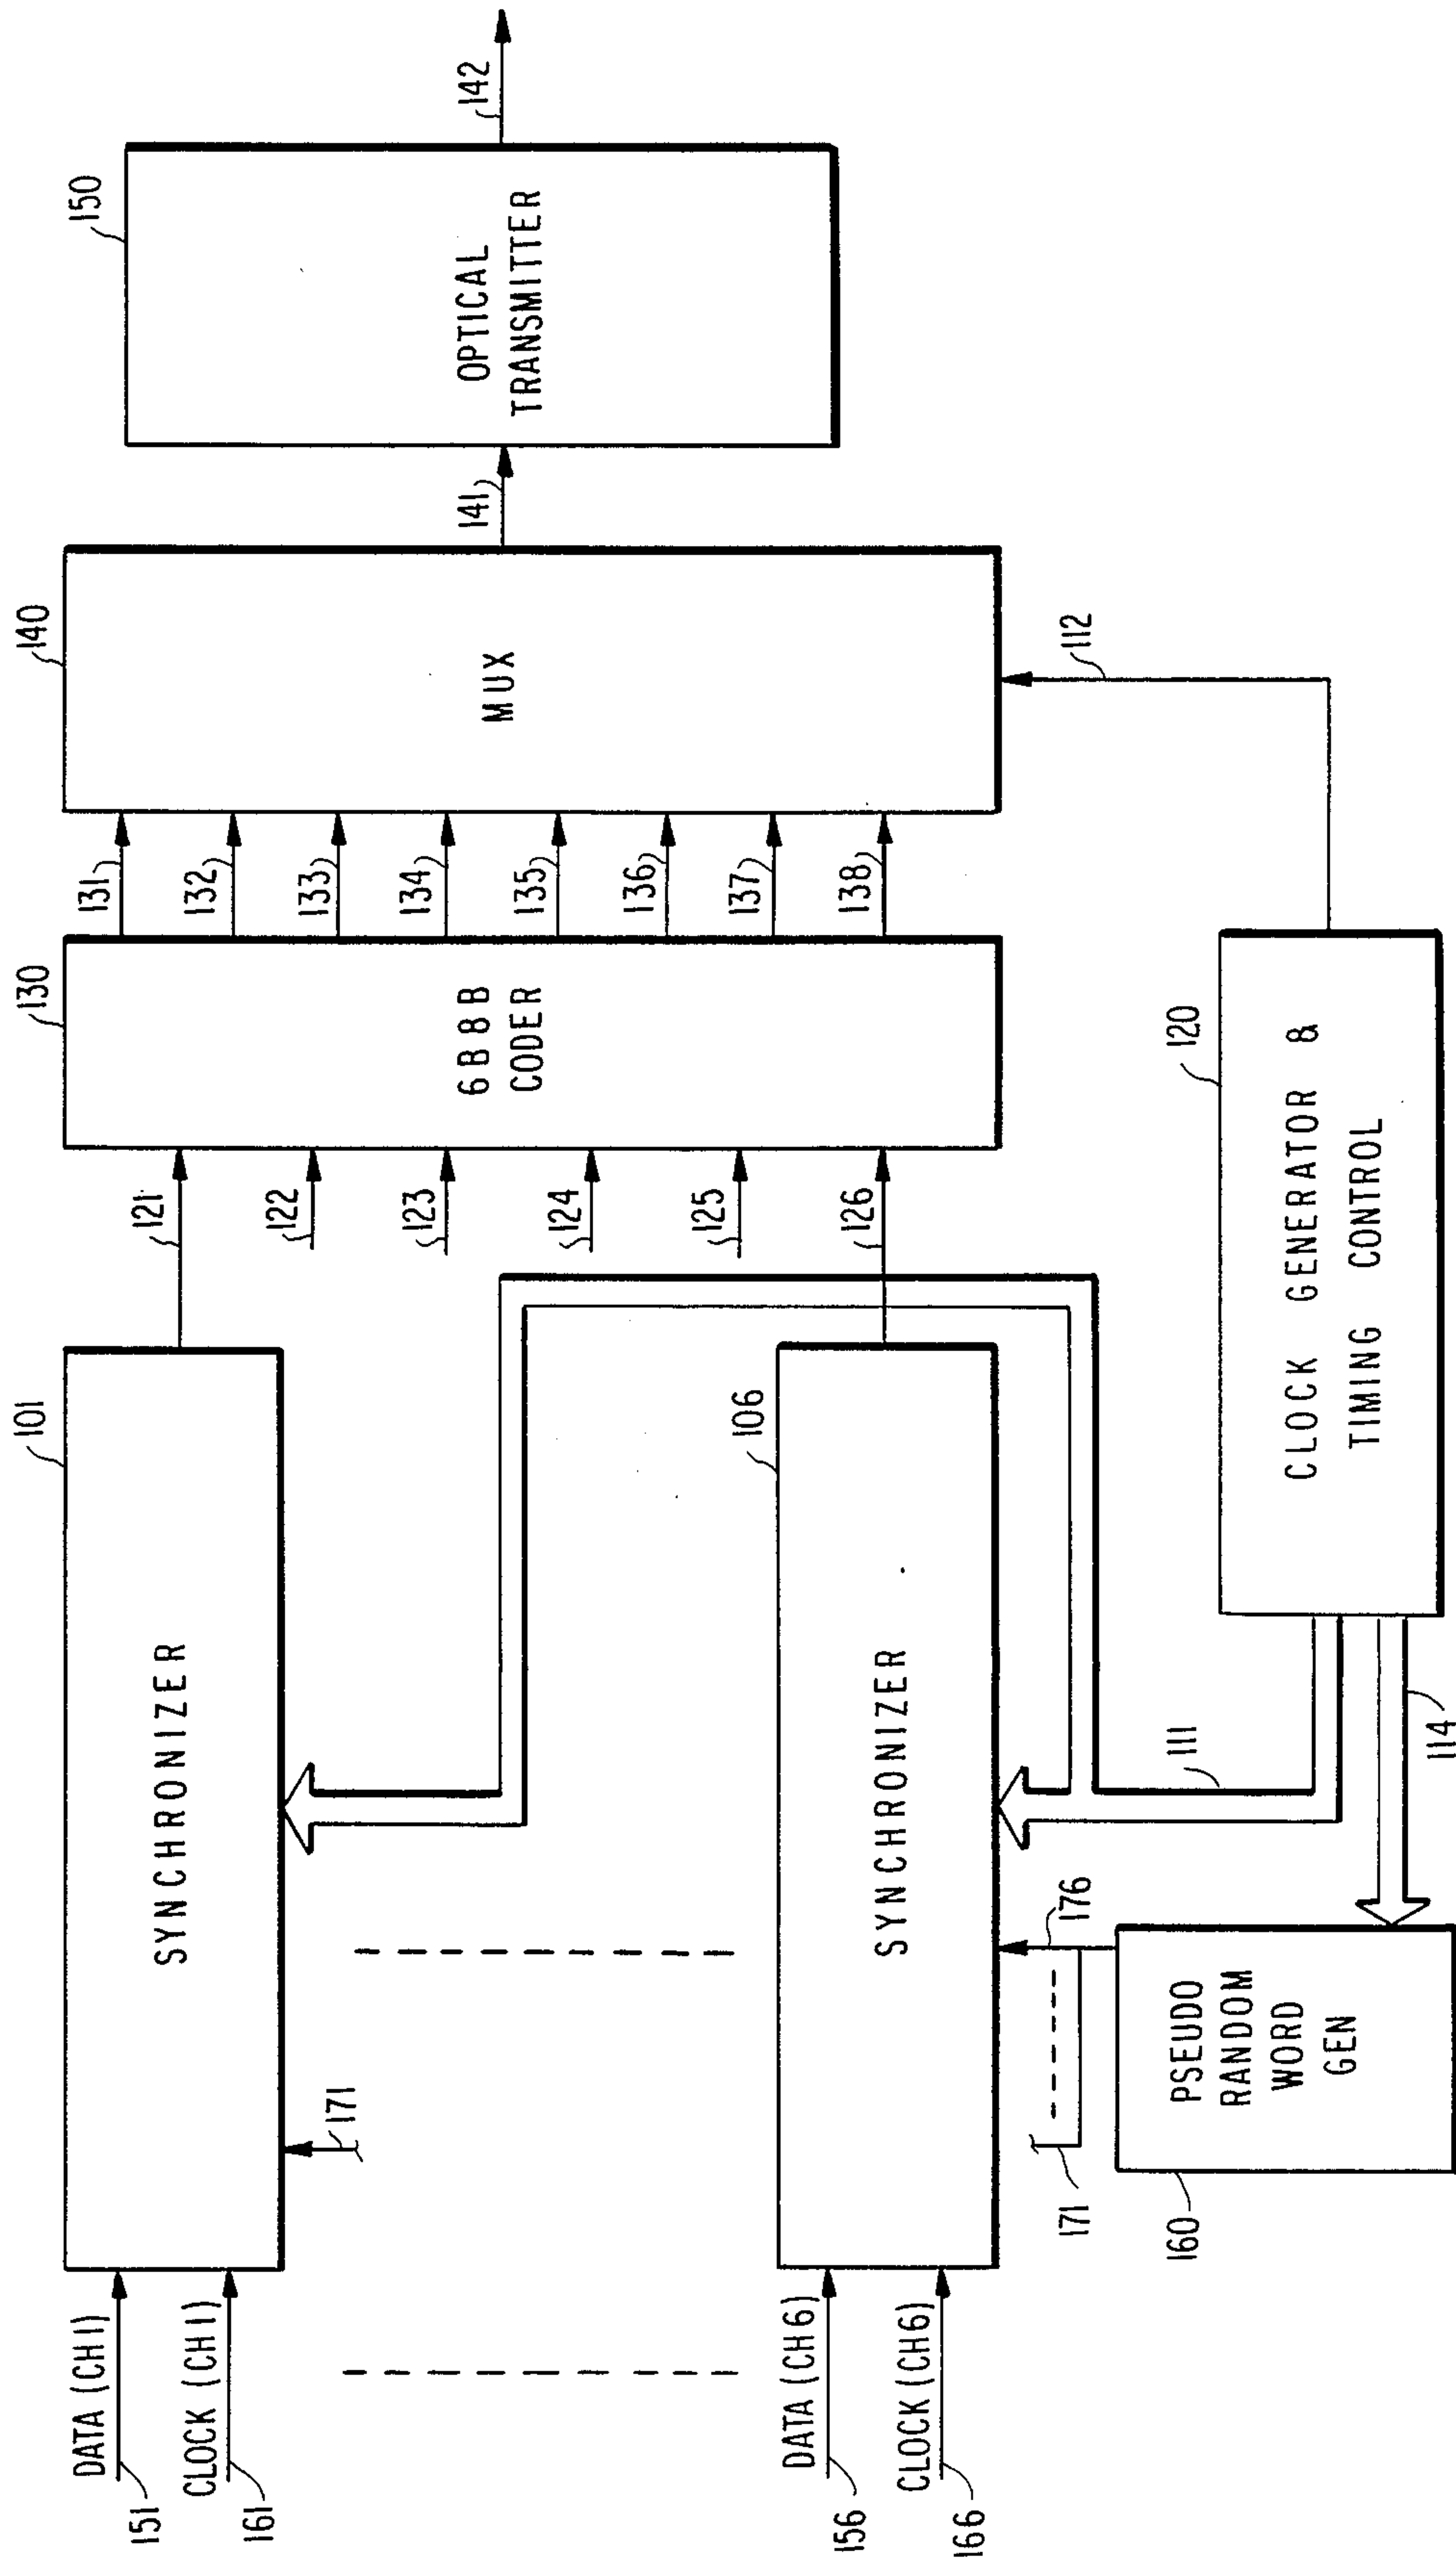 DATA (CH1)
151
CLOCK (CH1)
161
101
SYNCHRONIZER
171
121
122
123
124
125
126
130
6B8B
CODER
131
132
133
134
135
136
137
138
140
MUX
141
150
OPTICAL
TRANSMITTER
142
DATA (CH6)
156
CLOCK (CH6)
166
106
SYNCHRONIZER
171
176
111
112
160
PSEUDO
RANDOM
WORD
GEN
114
120
CLOCK GENERATOR &
TIMING CONTROL